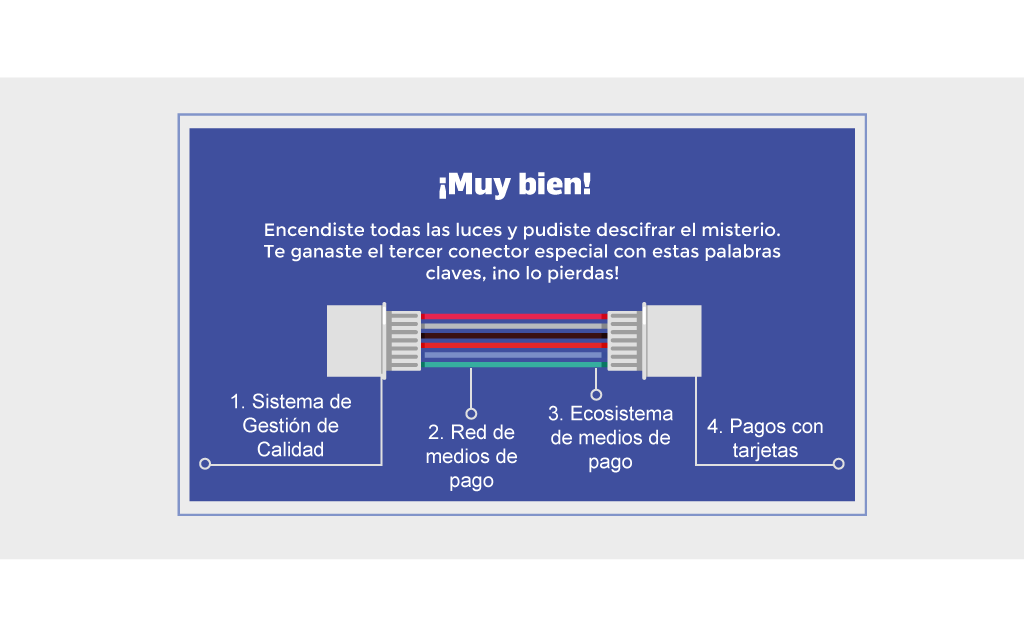 ¡Muy bien!
Encendiste todas las luces y pudiste descifrar el misterio.
Te ganaste el tercer conector especial con estas palabras
claves, ¡no lo pierdas!
1. Sistema de
Gestión de
Calidad
2. Red de
medios de
pago
3. Ecosistema
de medios de
pago
4. Pagos con
tarjetas